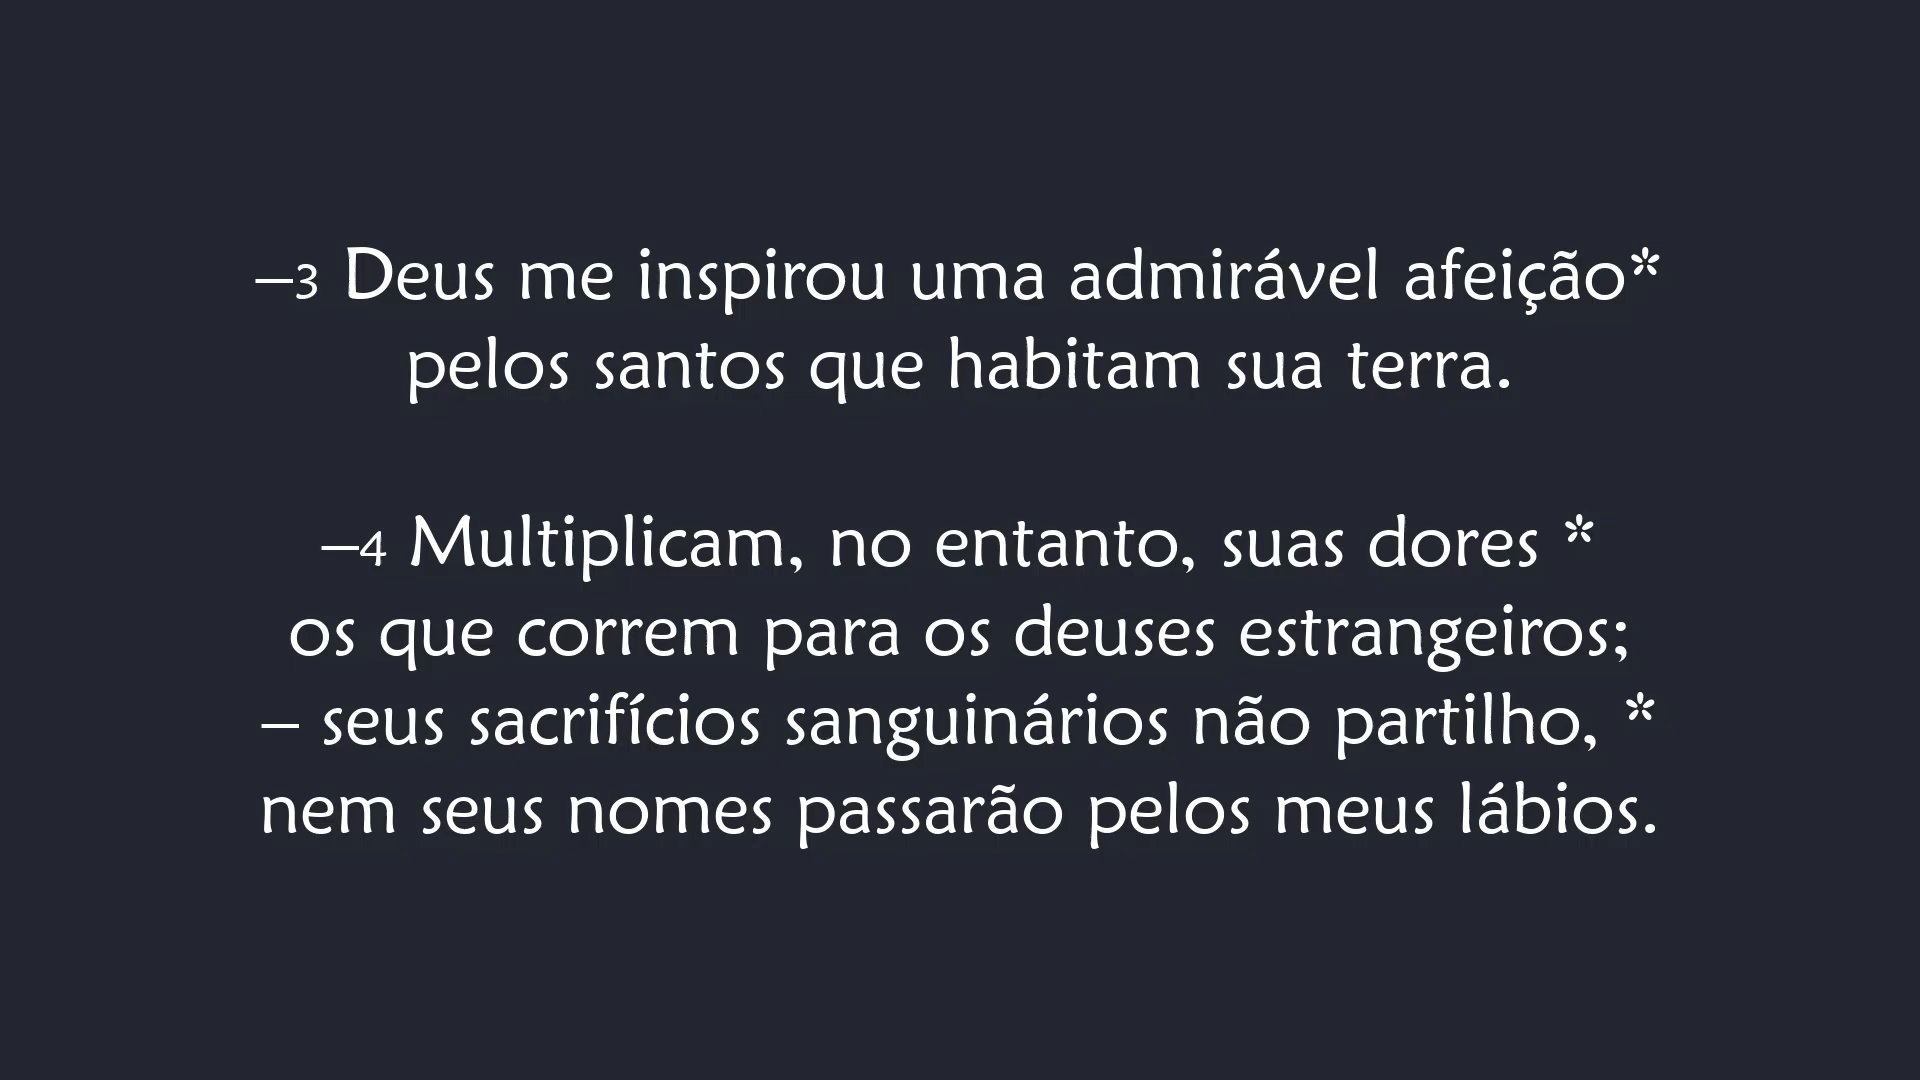 –3 Deus me inspirou uma admirável afeição*
pelos santos que habitam sua terra.
–4 Multiplicam, no entanto, suas dores *
os que correm para os deuses estrangeiros;
– seus sacrifícios sanguinários não partilho, *
nem seus nomes passarão pelos meus lábios.